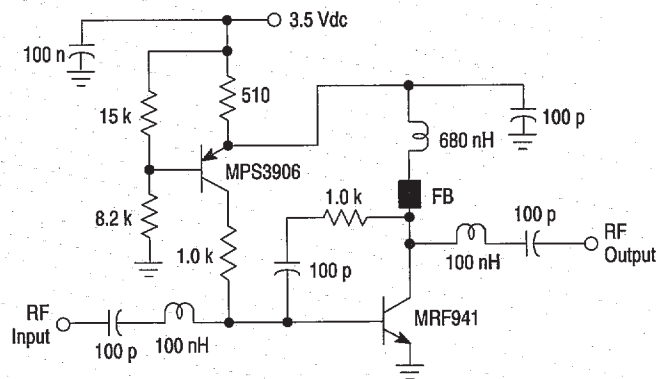 3.5 Vdc
100 n
510
15 k
100 p
680 nH
MPS3906
FB
1.0 k
8.2 k
100 p
RF
Output
1.0 k
100 p
100 nH
MRF941
RF
Input
100 p
100 nH